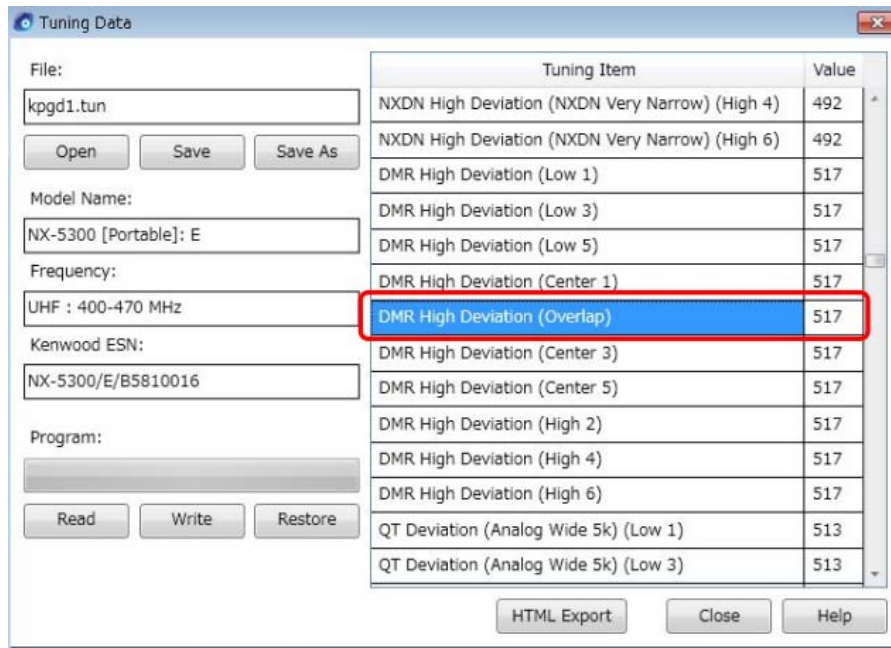 Tuning Data
File:
kpgd1.tun
Open Save Save As
Model Name:
NX-5300 [Portable]: E
Frequency:
UHF : 400-470 MHz
Kenwood ESN:
NX-5300/E/B5810016
Program:
Read Write Restore
Tuning Item Value
NXDN High Deviation (NXDN Very Narrow) (High 4) 492
NXDN High Deviation (NXDN Very Narrow) (High 6) 492
DMR High Deviation (Low 1) 517
DMR High Deviation (Low 3) 517
DMR High Deviation (Low 5) 517
DMR High Deviation (Center 1) 517
DMR High Deviation (Overlap) 517
DMR High Deviation (Center 3) 517
DMR High Deviation (Center 5) 517
DMR High Deviation (High 2) 517
DMR High Deviation (High 4) 517
DMR High Deviation (High 6) 517
QT Deviation (Analog Wide 5k) (Low 1) 513
QT Deviation (Analog Wide 5k) (Low 3) 513
HTML Export Close Help